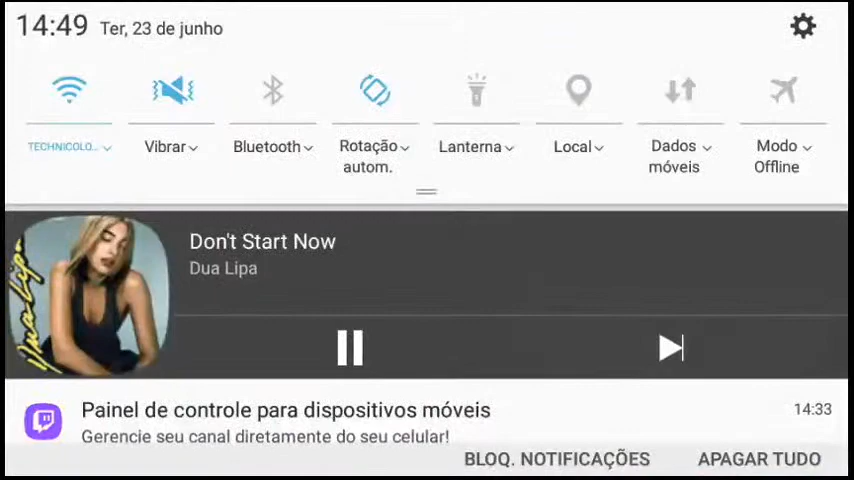 14:49 Ter, 23 de junho
TECHNICOLO...
Vibrar
Bluetooth
Rotação
autom.
Lanterna
Local
Dados
móveis
Modo
Offline
Dua Lipa
Don't Start Now
Dua Lipa
Painel de controle para dispositivos móveis 14:33
Gerencie seu canal diretamente do seu celular!
BLOQ. NOTIFICAÇÕES APAGAR TUDO